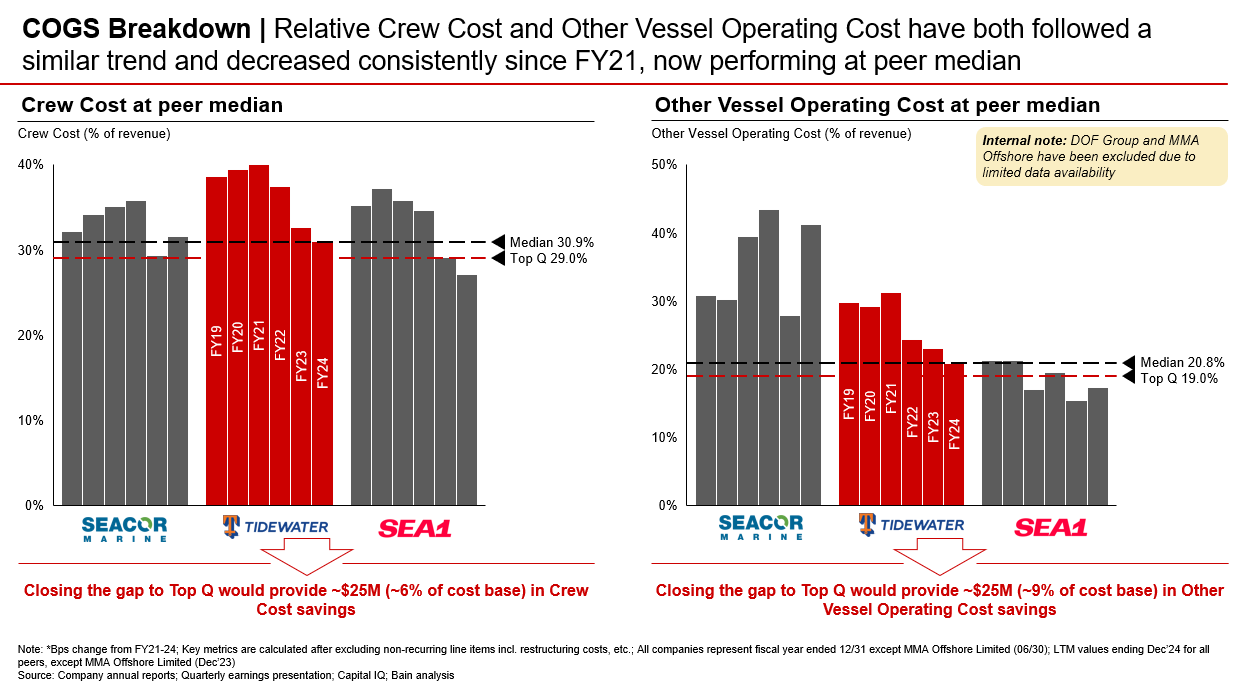 COGS Breakdown | Relative Crew Cost and Other Vessel Operating Cost have both followed a
similar trend and decreased consistently since FY21, now performing at peer median
Crew Cost at peer median
Crew Cost (% of revenue)
40%
30%
20%
10%
0%
FY19
FY20
FY21
FY22
FY23
FY24
Median 30.9%
Top Q 29.0%
SEACOR
MARINE
TIDEWATER
SEA1
Closing the gap to Top Q would provide ~$25M (~6% of cost base) in Crew
Cost savings
Other Vessel Operating Cost at peer median
Other Vessel Operating Cost (% of revenue)
Internal note: DOF Group and MMA
Offshore have been excluded due to
limited data availability
50%
40%
30%
20%
10%
0%
FY19
FY20
FY21
FY22
FY23
FY24
Median 20.8%
Top Q 19.0%
SEACOR
MARINE
TIDEWATER
SEA1
Closing the gap to Top Q would provide ~$25M (~9% of cost base) in Other
Vessel Operating Cost savings
Note: *Bps change from FY21-24; Key metrics are calculated after excluding non-recurring line items incl. restructuring costs, etc.; All companies represent fiscal year ended 12/31 except MMA Offshore Limited (06/30); LTM values ending Dec'24 for all
peers, except MMA Offshore Limited (Dec'23)
Source: Company annual reports; Quarterly earnings presentation; Capital IQ; Bain analysis